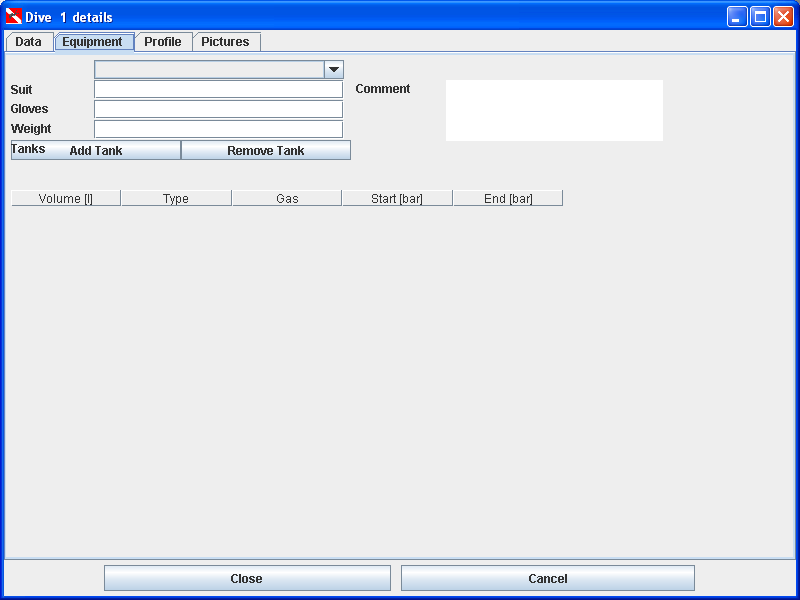 Dive 1 details
Data Equipment Profile Pictures
Suit
Comment
Gloves
Weight
Tanks Add Tank Remove Tank
Volume [l] Type Gas Start [bar] End [bar]
Close Cancel